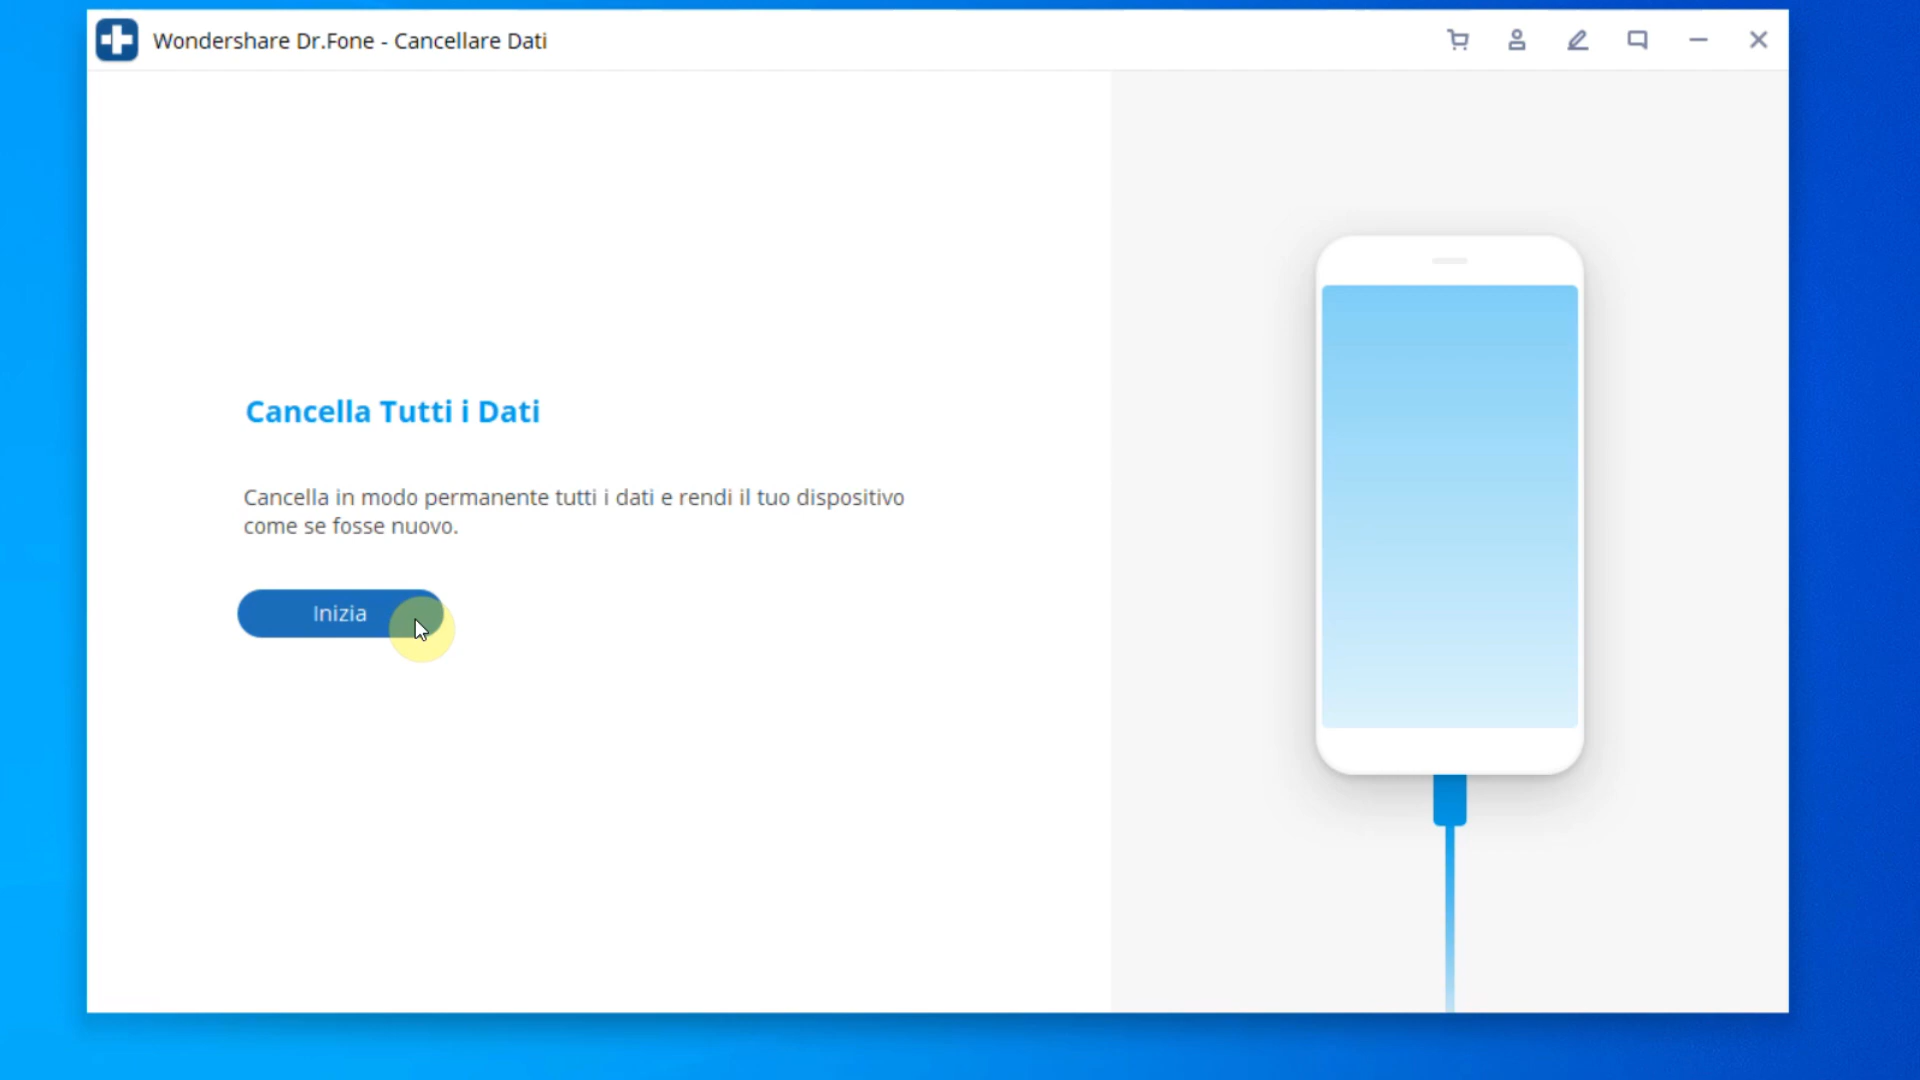 Wondershare Dr.Fone - Cancellare Dati
Cancella Tutti i Dati
Cancella in modo permanente tutti i dati e rendi il tuo dispositivo
come se fosse nuovo.
Inizia